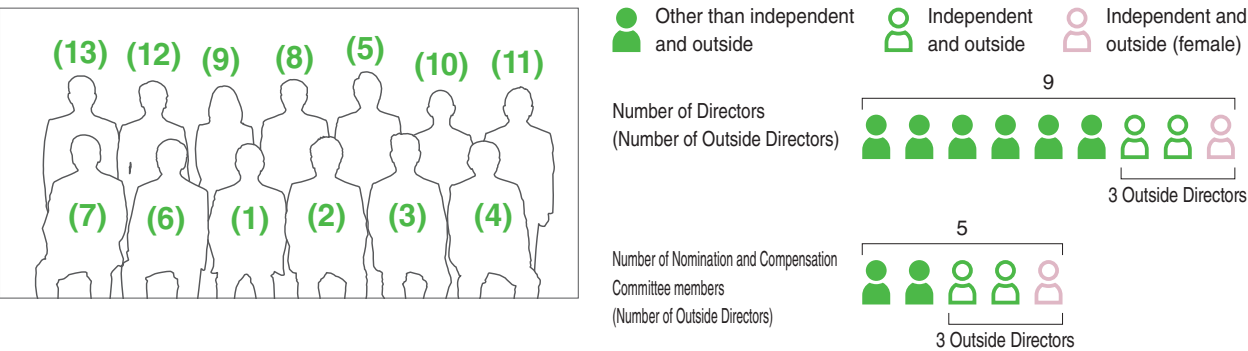 (13)
(12)
(9)
(8)
(5)
(10)
(11)
(7)
(6)
(1)
(2)
(3)
(4)
Other than independent
and outside
Independent
and outside
Independent and
outside (female)
Number of Directors
(Number of Outside Directors)
9
3 Outside Directors
Number of Nomination and Compensation
Committee members
(Number of Outside Directors)
5
3 Outside Directors